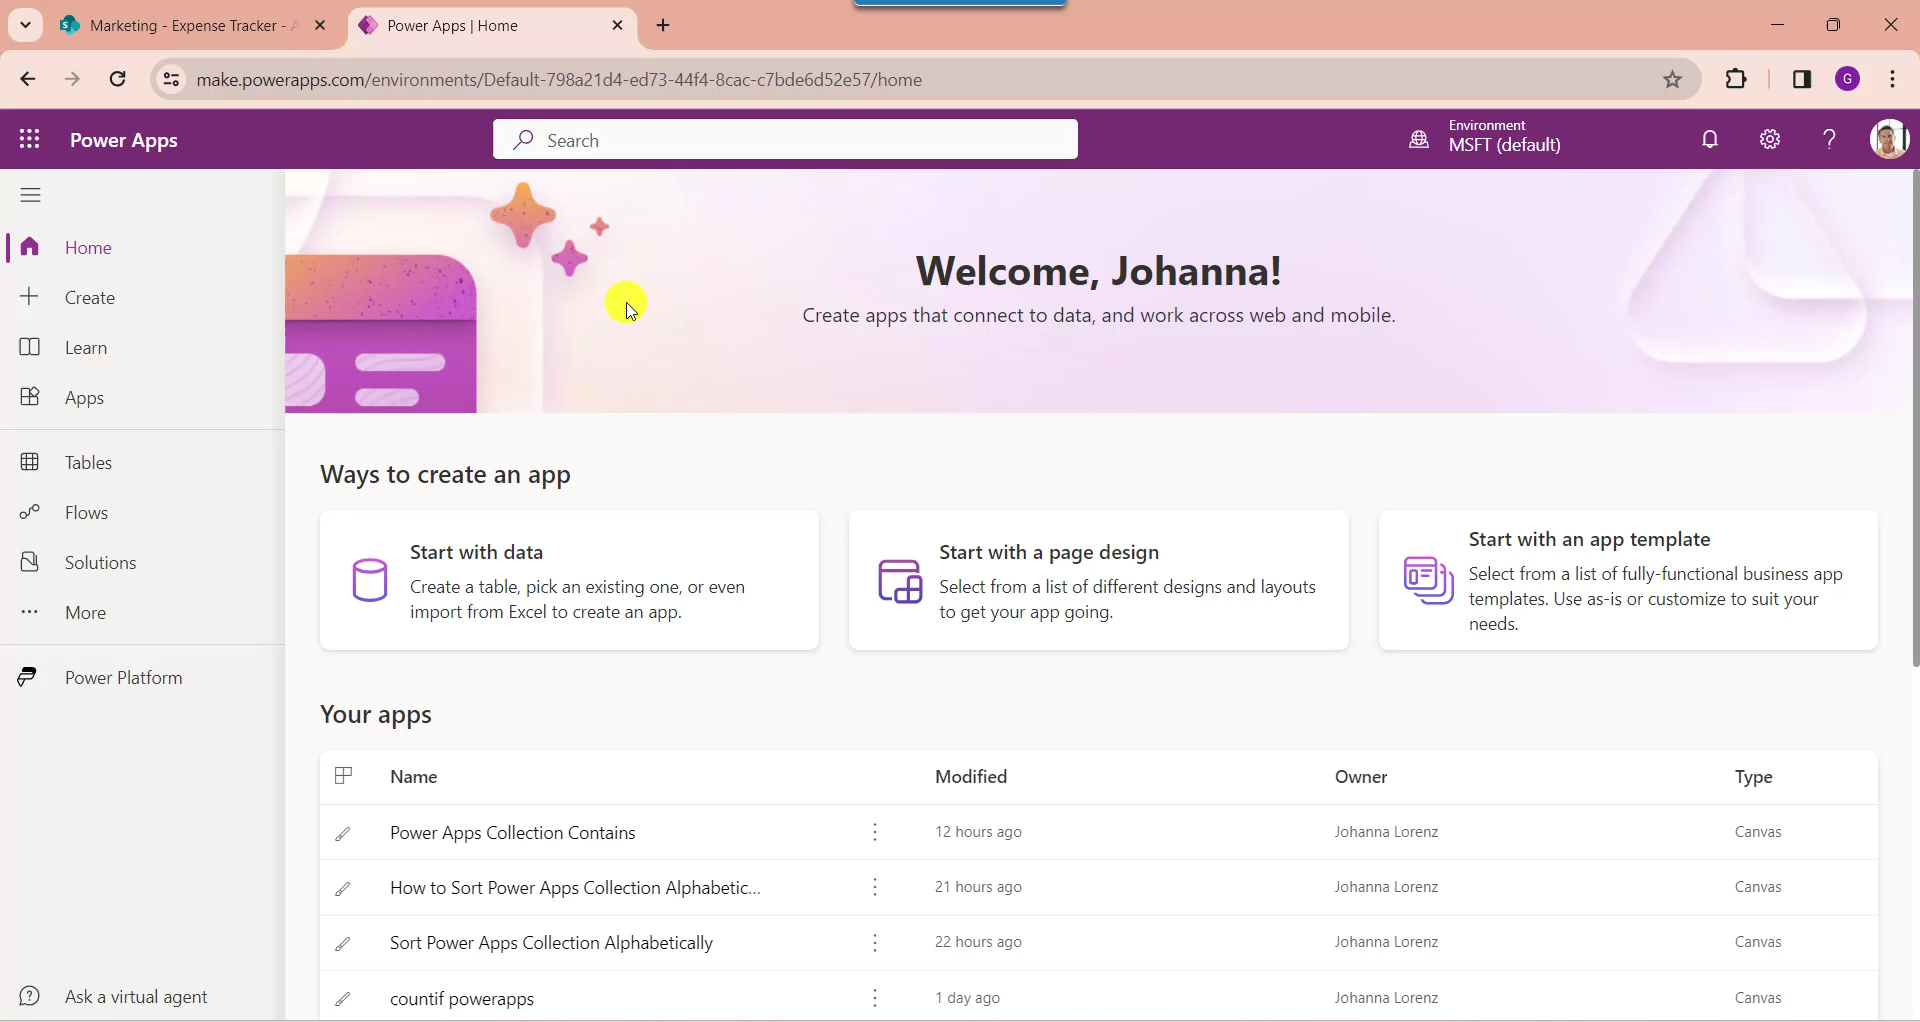 Marketing - Expense Tracker -
Power Apps | Home
make.powerapps.com/environments/Default-798a21d4-ed73-44f4-8cac-c7bde6d52e57/home
G
Power Apps
Search
Environment
MSFT (default)
Home
Create
Learn
Apps
Tables
Flows
Solutions
More
Power Platform
Ask a virtual agent
Welcome, Johanna!
Create apps that connect to data, and work across web and mobile.
Ways to create an app
Start with data
Create a table, pick an existing one, or even
import from Excel to create an app.
Start with a page design
Select from a list of different designs and layouts
to get your app going.
Start with an app template
Select from a list of fully-functional business app
templates. Use as-is or customize to suit your
needs.
Your apps
Name Modified Owner Type
Power Apps Collection Contains 12 hours ago Johanna Lorenz Canvas
How to Sort Power Apps Collection Alphabetic... 21 hours ago Johanna Lorenz Canvas
Sort Power Apps Collection Alphabetically 22 hours ago Johanna Lorenz Canvas
countif powerapps 1 day ago Johanna Lorenz Canvas